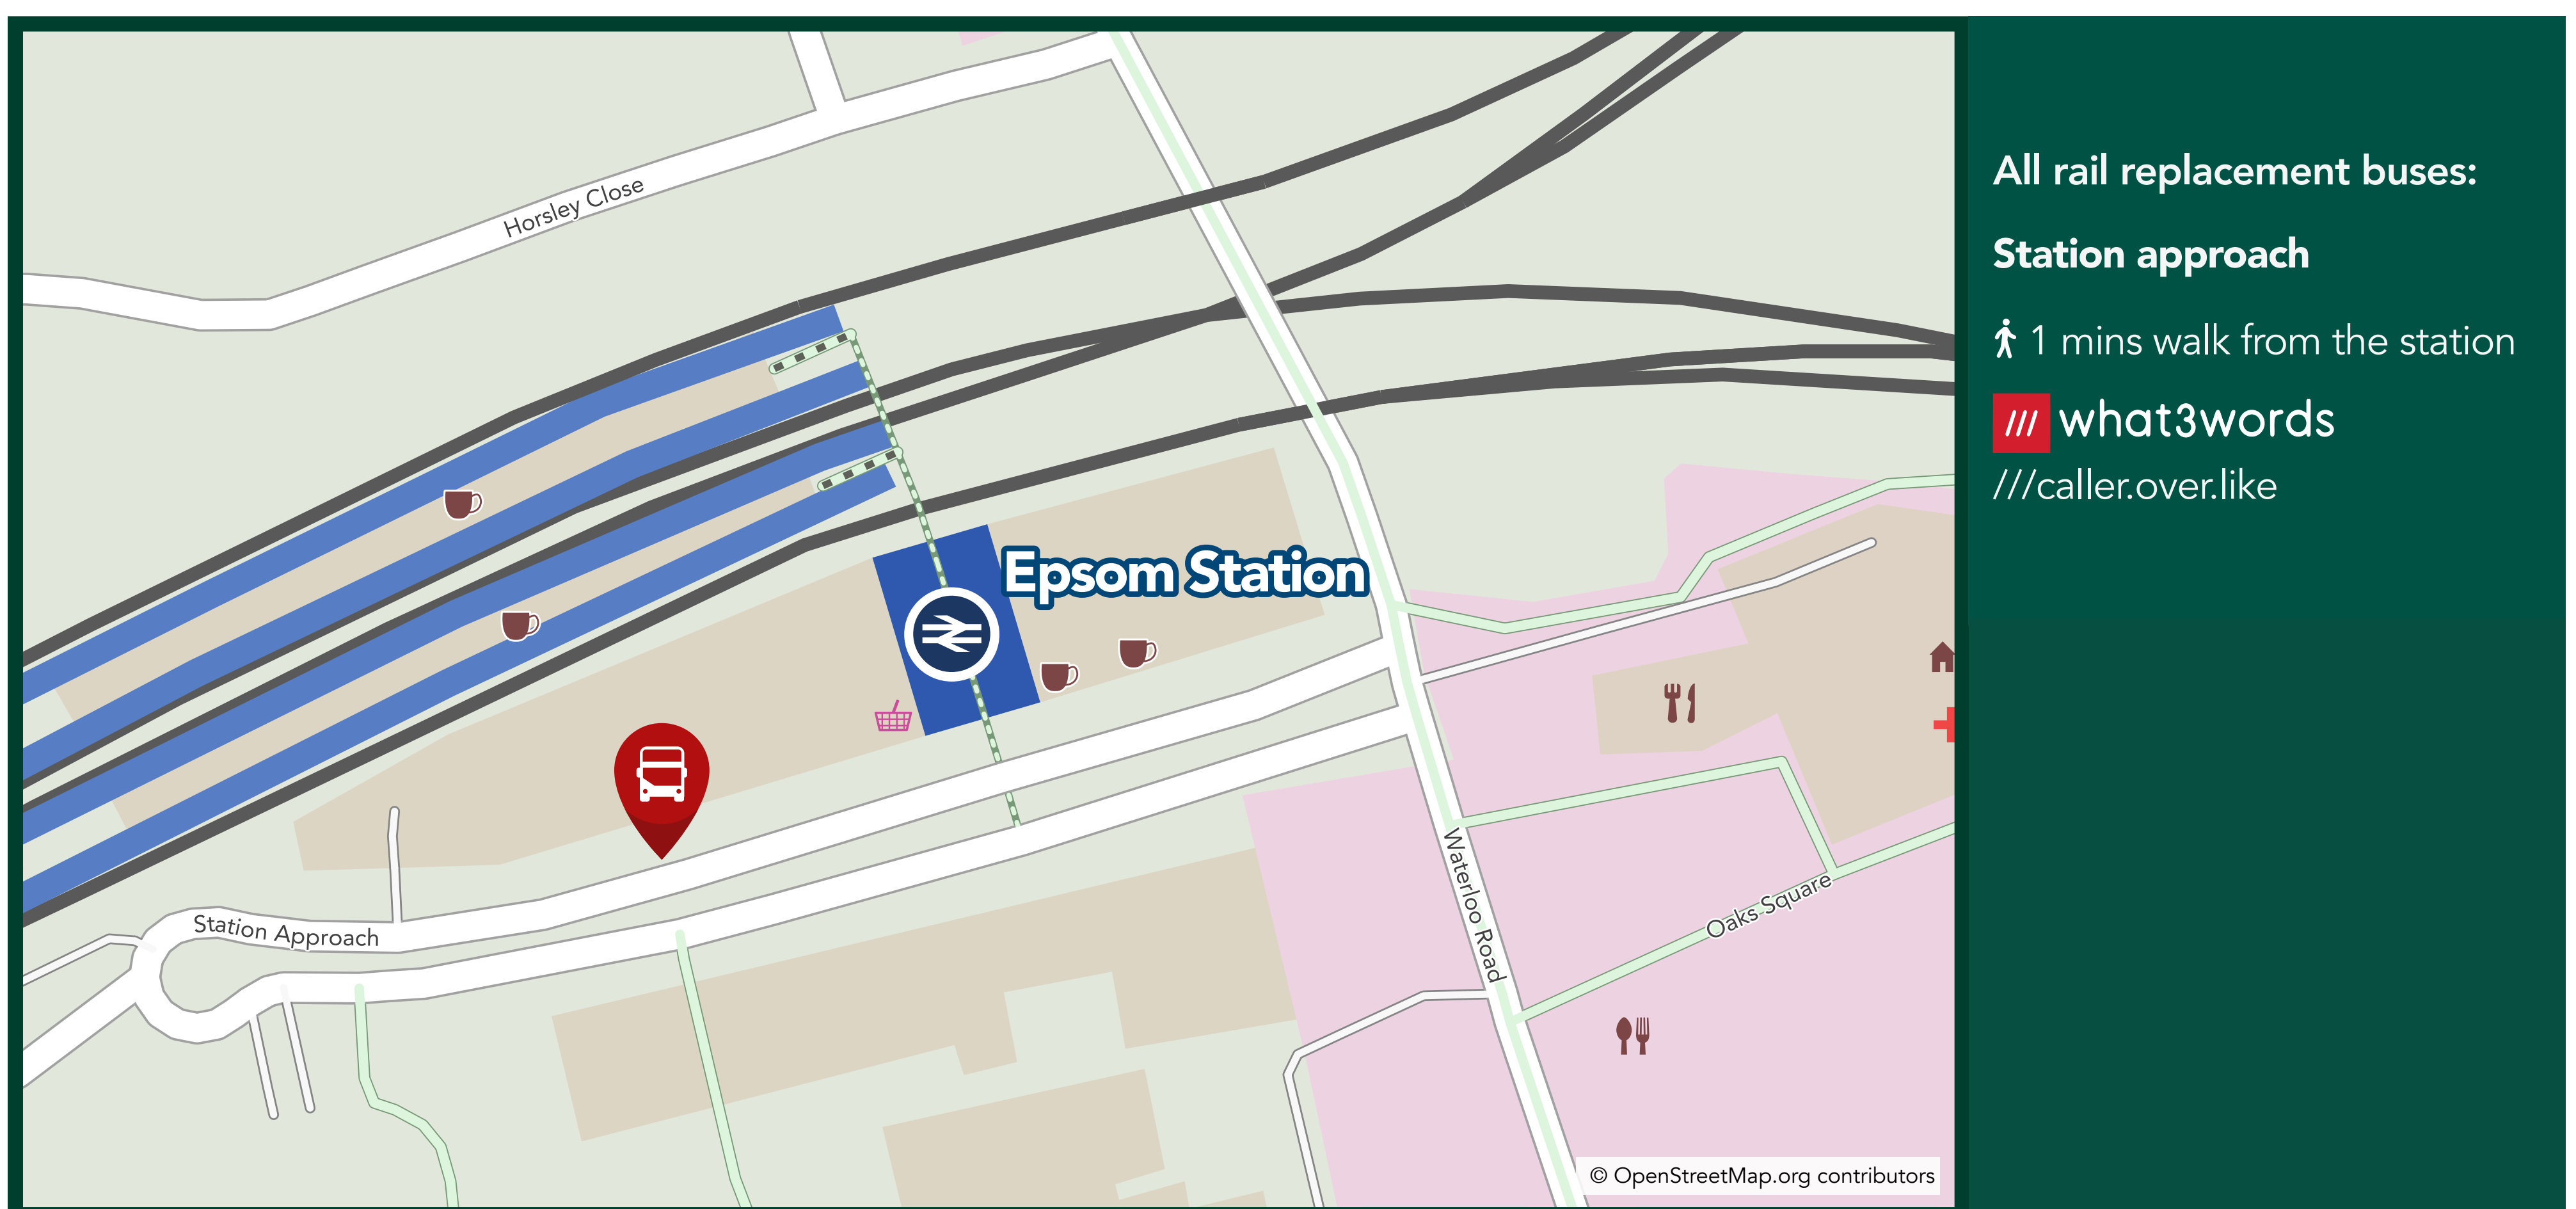 Horsley Close
Epsom Station
Station Approach
Waterloo Road
Oaks Square
© OpenStreetMap.org contributors
All rail replacement buses:
Station approach
1 mins walk from the station
/// what3words
///caller.over.like